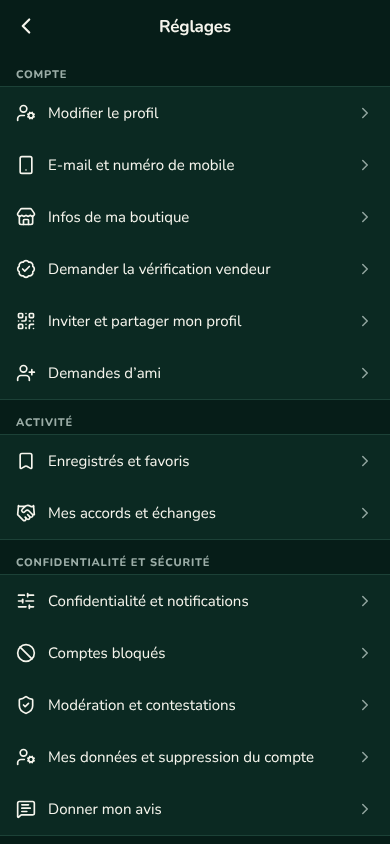 Réglages
COMPTE
Modifier le profil
E-mail et numéro de mobile
Infos de ma boutique
Demander la vérification vendeur
Inviter et partager mon profil
Demandes d’ami
ACTIVITÉ
Enregistrés et favoris
Mes accords et échanges
CONFIDENTIALITÉ ET SÉCURITÉ
Confidentialité et notifications
Comptes bloqués
Modération et contestations
Mes données et suppression du compte
Donner mon avis